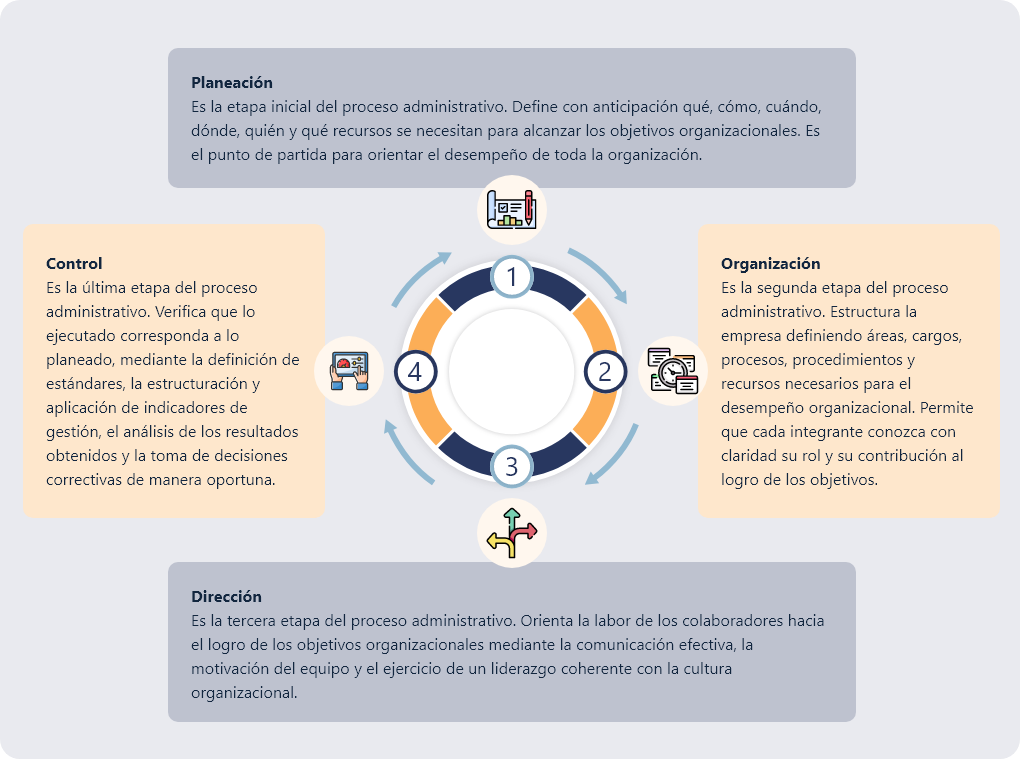 Planeación
Es la etapa inicial del proceso administrativo. Define con anticipación qué, cómo, cuándo,
dónde, quién y qué recursos se necesitan para alcanzar los objetivos organizacionales. Es
el punto de partida para orientar el desempeño de toda la organización.
1
Organización
Es la segunda etapa del proceso
administrativo. Estructura la
empresa definiendo áreas, cargos,
procesos, procedimientos y
recursos necesarios para el
desempeño organizacional. Permite
que cada integrante conozca con
claridad su rol y su contribución al
logro de los objetivos.
2
3
Dirección
Es la tercera etapa del proceso administrativo. Orienta la labor de los colaboradores hacia
el logro de los objetivos organizacionales mediante la comunicación efectiva, la
motivación del equipo y el ejercicio de un liderazgo coherente con la cultura
organizacional.
Control
Es la última etapa del proceso
administrativo. Verifica que lo
ejecutado corresponda a lo
planeado, mediante la definición de
estándares, la estructuración y
aplicación de indicadores de
gestión, el análisis de los resultados
obtenidos y la toma de decisiones
correctivas de manera oportuna.
4